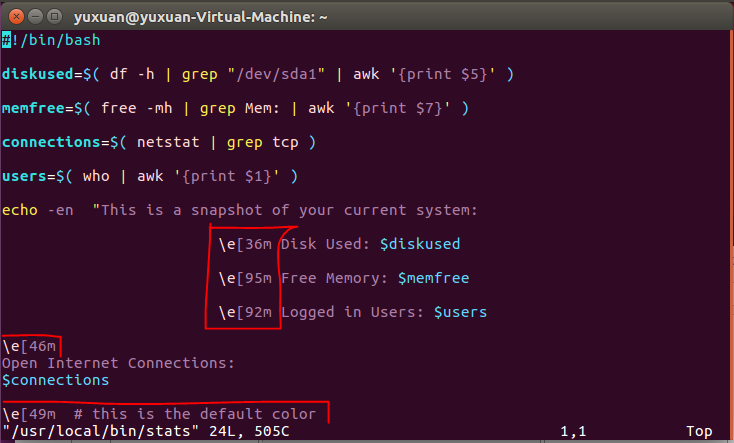 yuxuan@yuxuan-Virtual-Machine: ~
#!/bin/bash
diskused=$( df -h | grep "/dev/sda1" | awk '{print $5}' )
memfree=$( free -mh | grep Mem: | awk '{print $7}' )
connections=$( netstat | grep tcp )
users=$( who | awk '{print $1}' )
echo -en  "This is a snapshot of your current system:
\e[36m Disk Used: $diskused
\e[95m Free Memory: $memfree
\e[92m Logged in Users: $users
\e[46m
Open Internet Connections:
$connections
\e[49m  # this is the default color
"/usr/local/bin/stats" 24L, 505C 1,1 Top